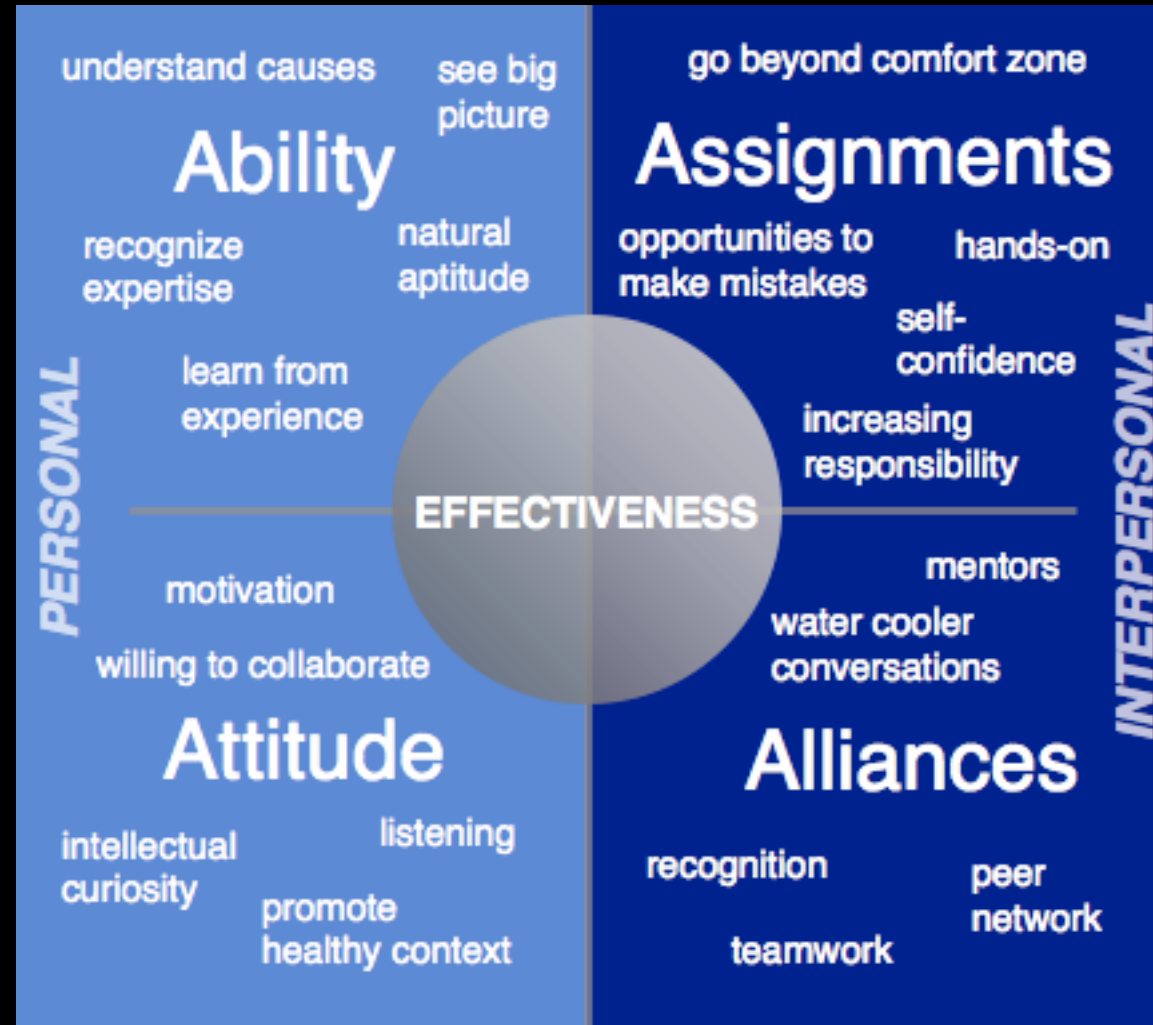 understand causes
see big
picture
Ability
recognize
expertise
natural
aptitude
learn from
experience
PERSONAL
motivation
willing to collaborate
Attitude
intellectual
curiosity
listening
promote
healthy context
EFFECTIVENESS
go beyond comfort zone
Assignments
opportunities to
make mistakes
hands-on
self-
confidence
increasing
responsibility
INTERPERSONAL
mentors
water cooler
conversations
Alliances
recognition
peer
network
teamwork